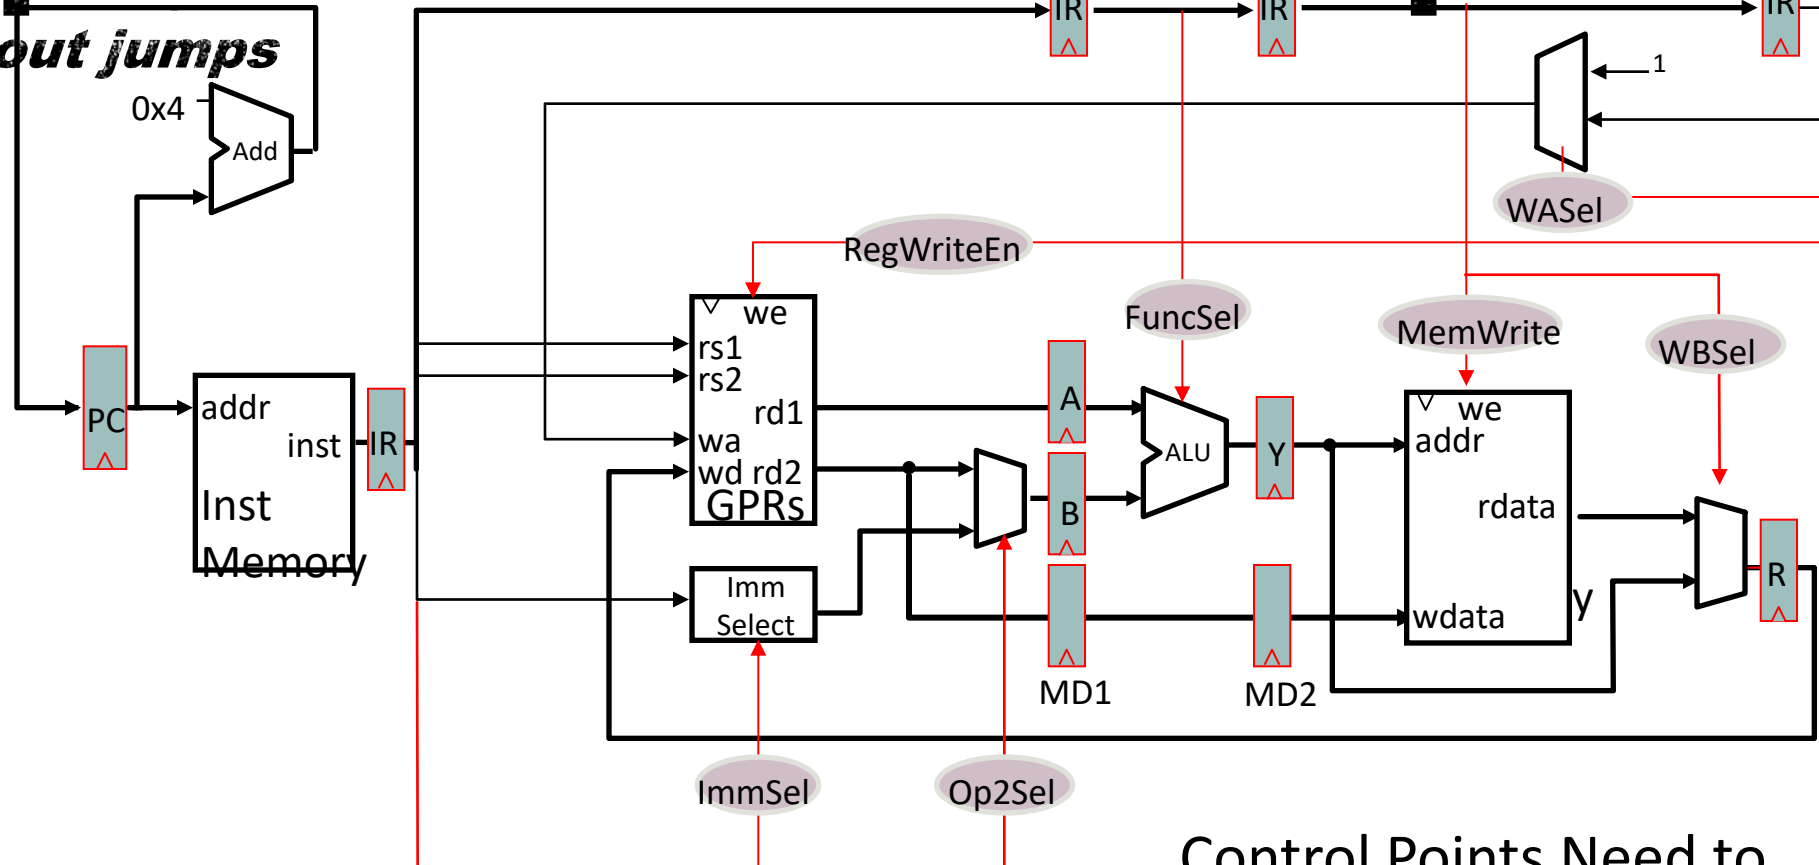 IR
IR
IR
out jumps
1
0x4
Add
WASel
RegWriteEn
we
FuncSel
MemWrite
WBSel
rs1
rs2
A
we
PC
addr
rd1
addr
inst
IR
wa
ALU
Y
wd rd2
GPRs
B
rdata
Inst
Memory
Imm
Select
R
y
wdata
MD1
MD2
ImmSel
Op2Sel
Control Points Need to